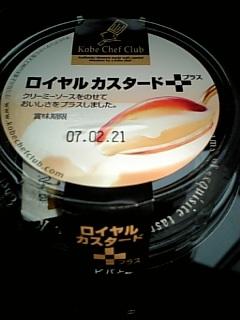 Kobe Chef Club
ロイヤルカスタード+プラス
クリーミーソースをのせて
おいしさをプラスしました。
賞味期限
07.02.21
www.kobechefclub.com
ロイヤル
カスタード
+プラス